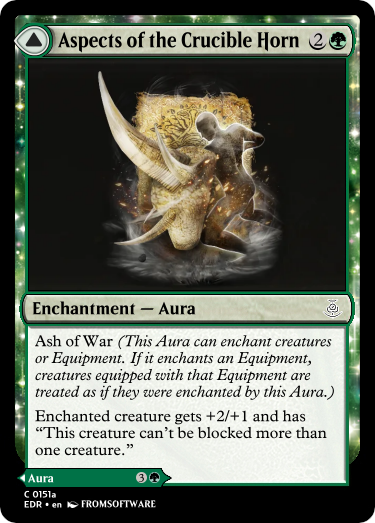 Aspects of the Crucible Horn 2
Enchantment — Aura
Ash of War (This Aura can enchant creatures
or Equipment. If it enchants an Equipment,
creatures equipped with that Equipment are
treated as if they were enchanted by this Aura.)
Enchanted creature gets +2/+1 and has
“This creature can't be blocked more than
one creature.”
Aura 3
C 0151a
EDR • en FROMSOFTWARE